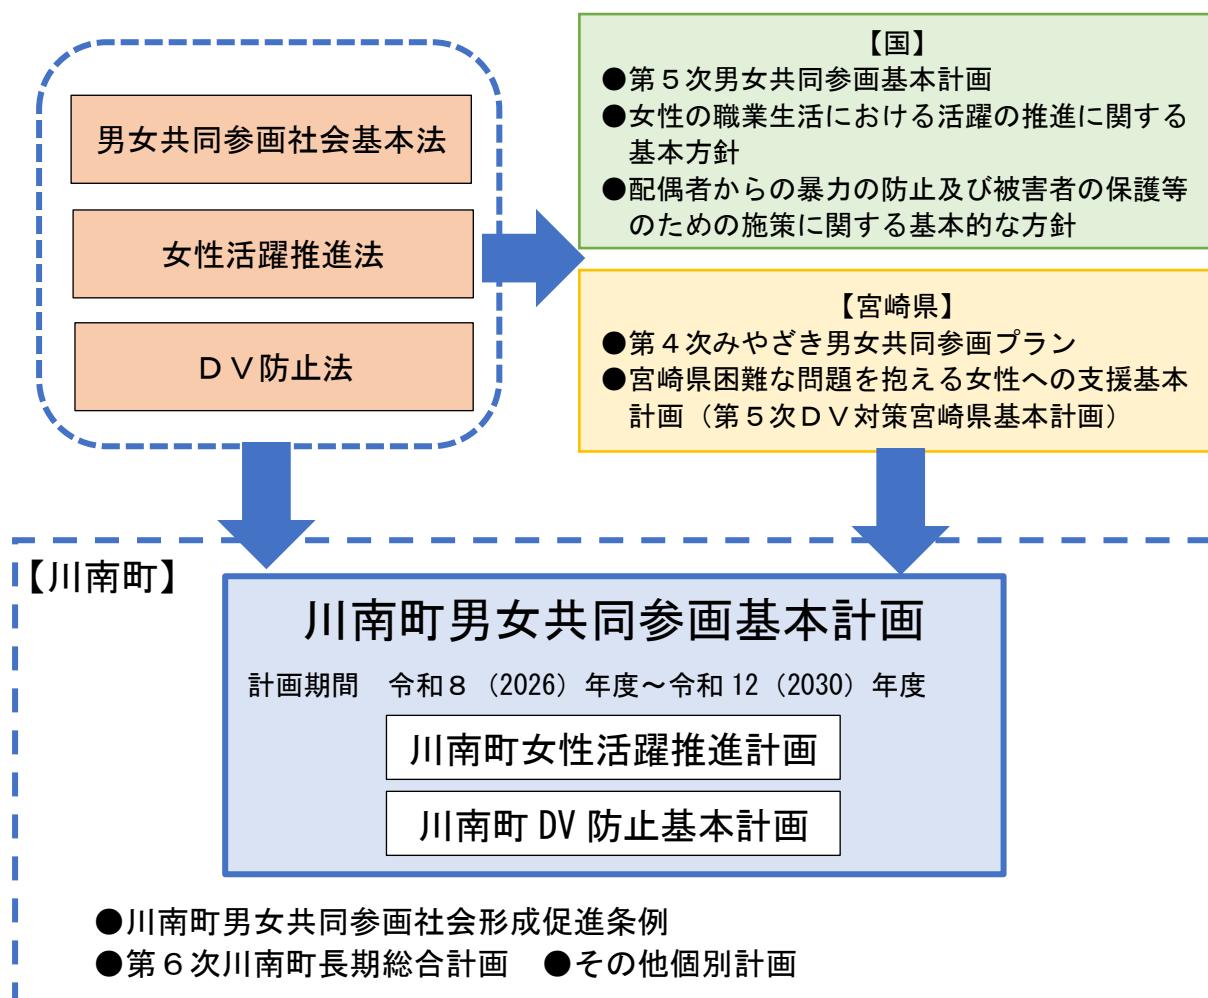 男女共同参画社会基本法
女性活躍推進法
ＤＶ防止法
【国】
●第５次男女共同参画基本計画
●女性の職業生活における活躍の推進に関する
基本方針
●配偶者からの暴力の防止及び被害者の保護等
のための施策に関する基本的な方針
【宮崎県】
●第４次みやざき男女共同参画プラン
●宮崎県困難な問題を抱える女性への支援基本
計画（第５次ＤＶ対策宮崎県基本計画）
【川南町】
川南町男女共同参画基本計画
計画期間　令和８（2026）年度～令和 12（2030）年度
川南町女性活躍推進計画
川南町 DV 防止基本計画
●川南町男女共同参画社会形成促進条例
●第６次川南町長期総合計画　●その他個別計画